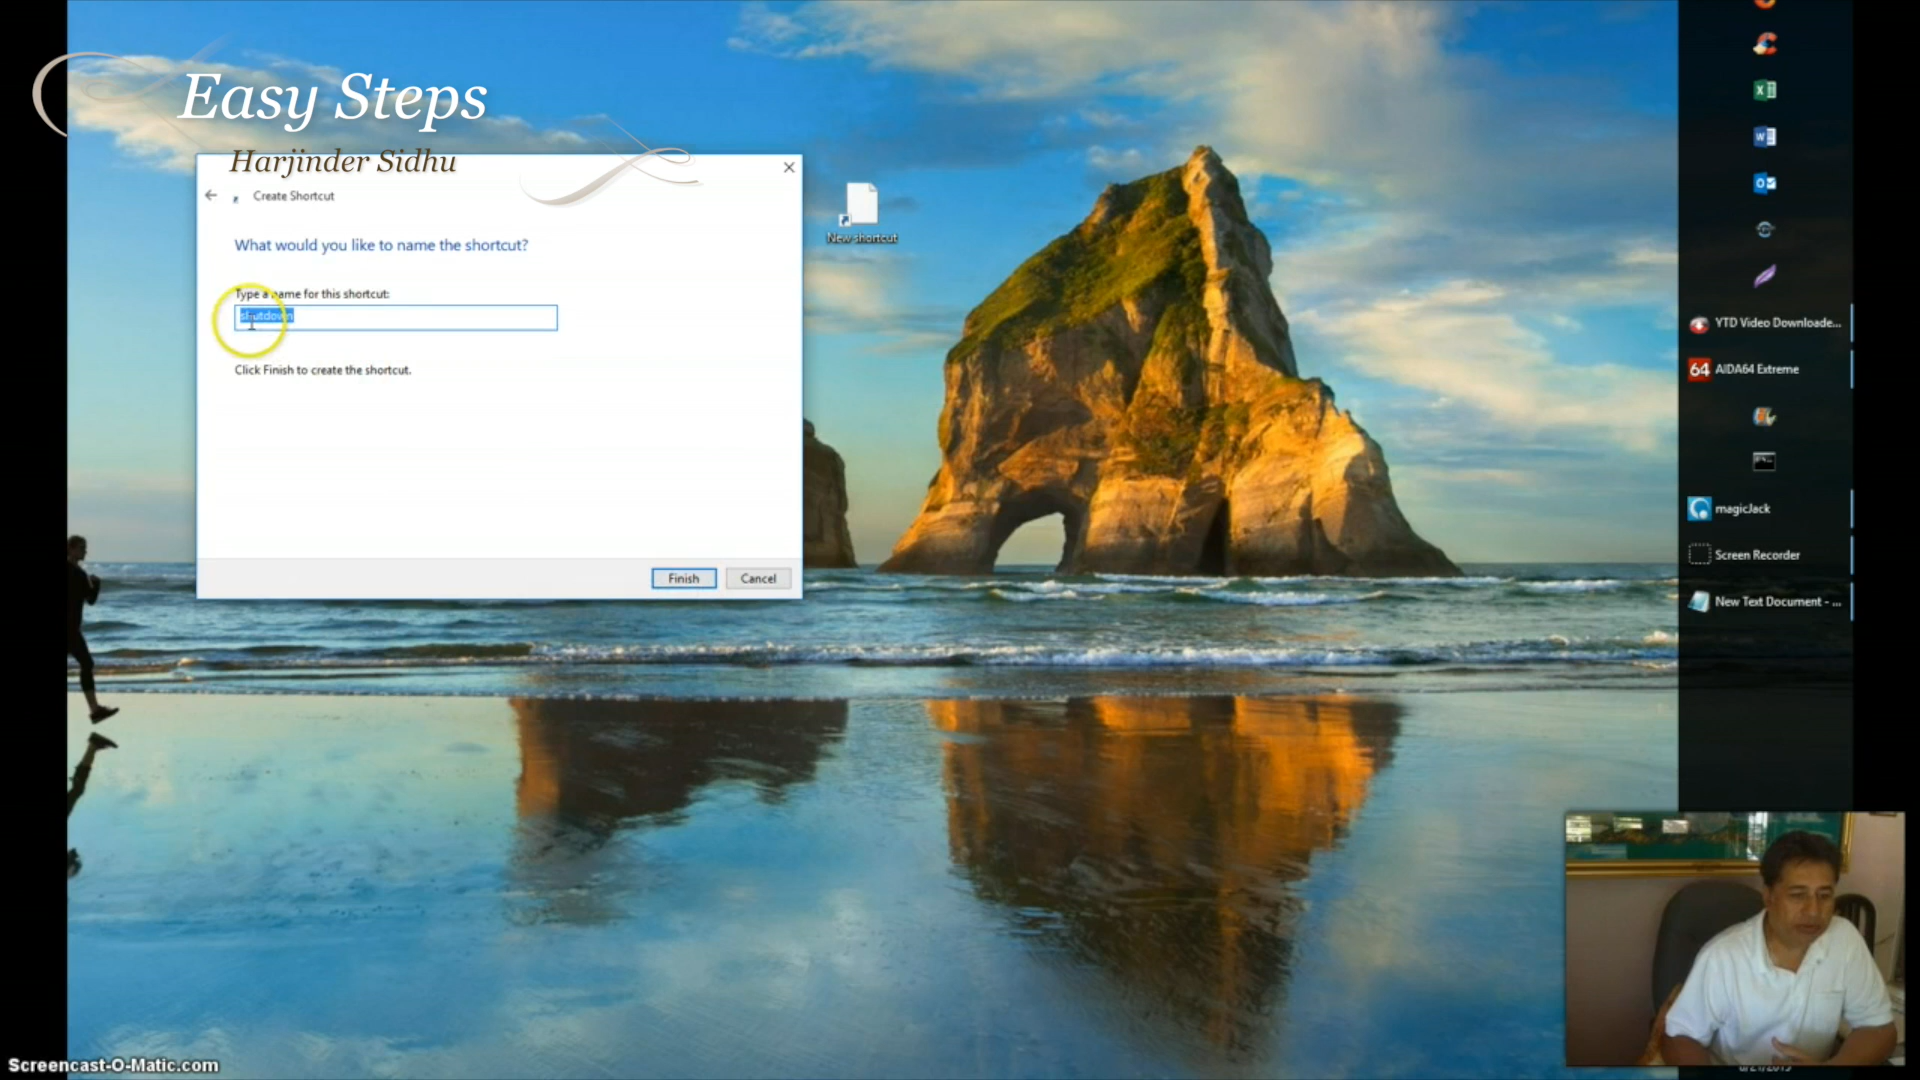 Easy Steps
Harjinder Sidhu
Create Shortcut
What would you like to name the shortcut?
Type a name for this shortcut:
shutdown
Click Finish to create the shortcut.
Finish
Cancel
New shortcut
YTD Video Downloade...
64 AIDA64 Extreme
magicJack
Screen Recorder
New Text Document - ...
Screencast-O-Matic.com